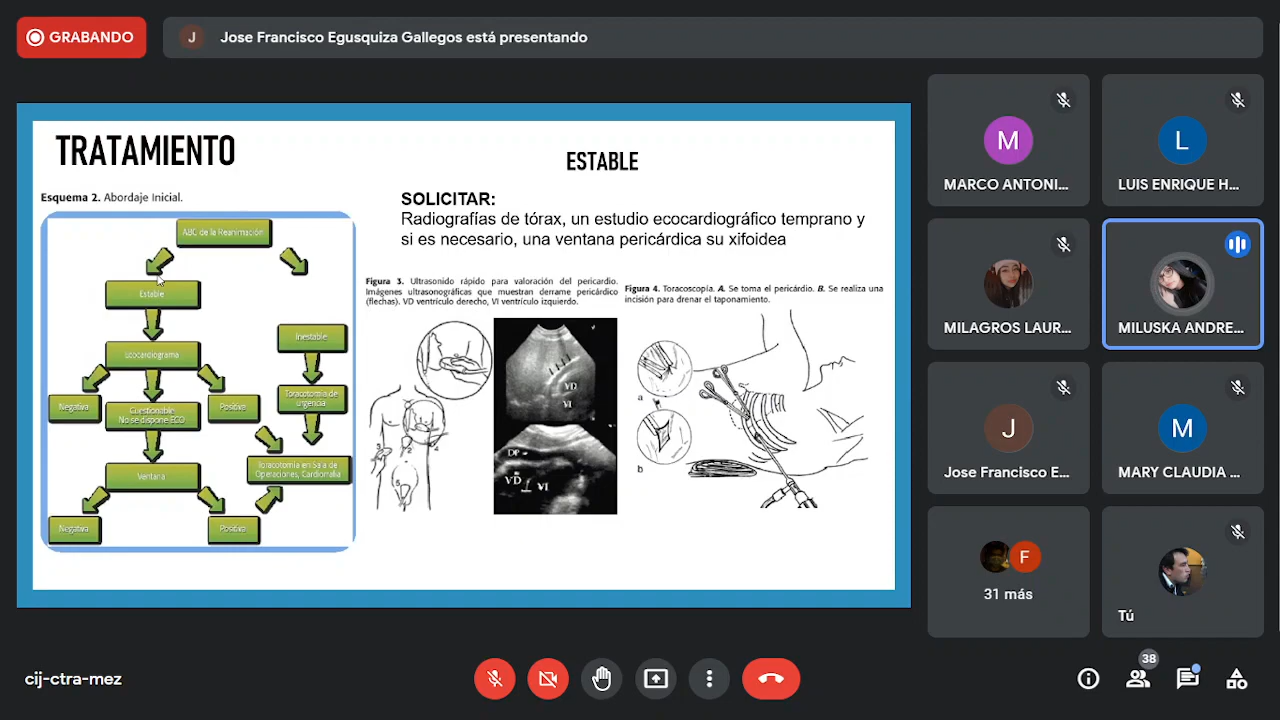 GRABANDO
J
Jose Francisco Egusquiza Gallegos está presentando
TRATAMIENTO
Esquema 2. Abordaje Inicial.
ABC de la Reanimación
Estable
Inestable
Ecocardiograma
Toracotomía de
urgencia
Negativa
Cuestionable
No se dispone ECO
Positiva
Toracotomía en Sala de
Operaciones, Cardiorrafia
Ventana
Negativa
Positiva
ESTABLE
SOLICITAR:
Radiografías de tórax, un estudio ecocardiográfico temprano y
si es necesario, una ventana pericárdica su xifoidea
Figura 3. Ultrasonido rápido para valoración del pericardio.
Imágenes ultrasonográficas que muestran derrame pericárdico
(flechas). VD ventrículo derecho, VI ventrículo izquierdo.
VD
VI
DP
VD
VI
Figura 4. Toracoscopia. A. Se toma el pericárdio. B. Se realiza una
incisión para drenar el taponamiento.
a
b
M
MARCO ANTONI...
L
LUIS ENRIQUE H...
MILAGROS LAUR...
MILUSKA ANDRE...
J
Jose Francisco E...
M
MARY CLAUDIA ...
F
31 más
Tú
cij-ctra-mez
38